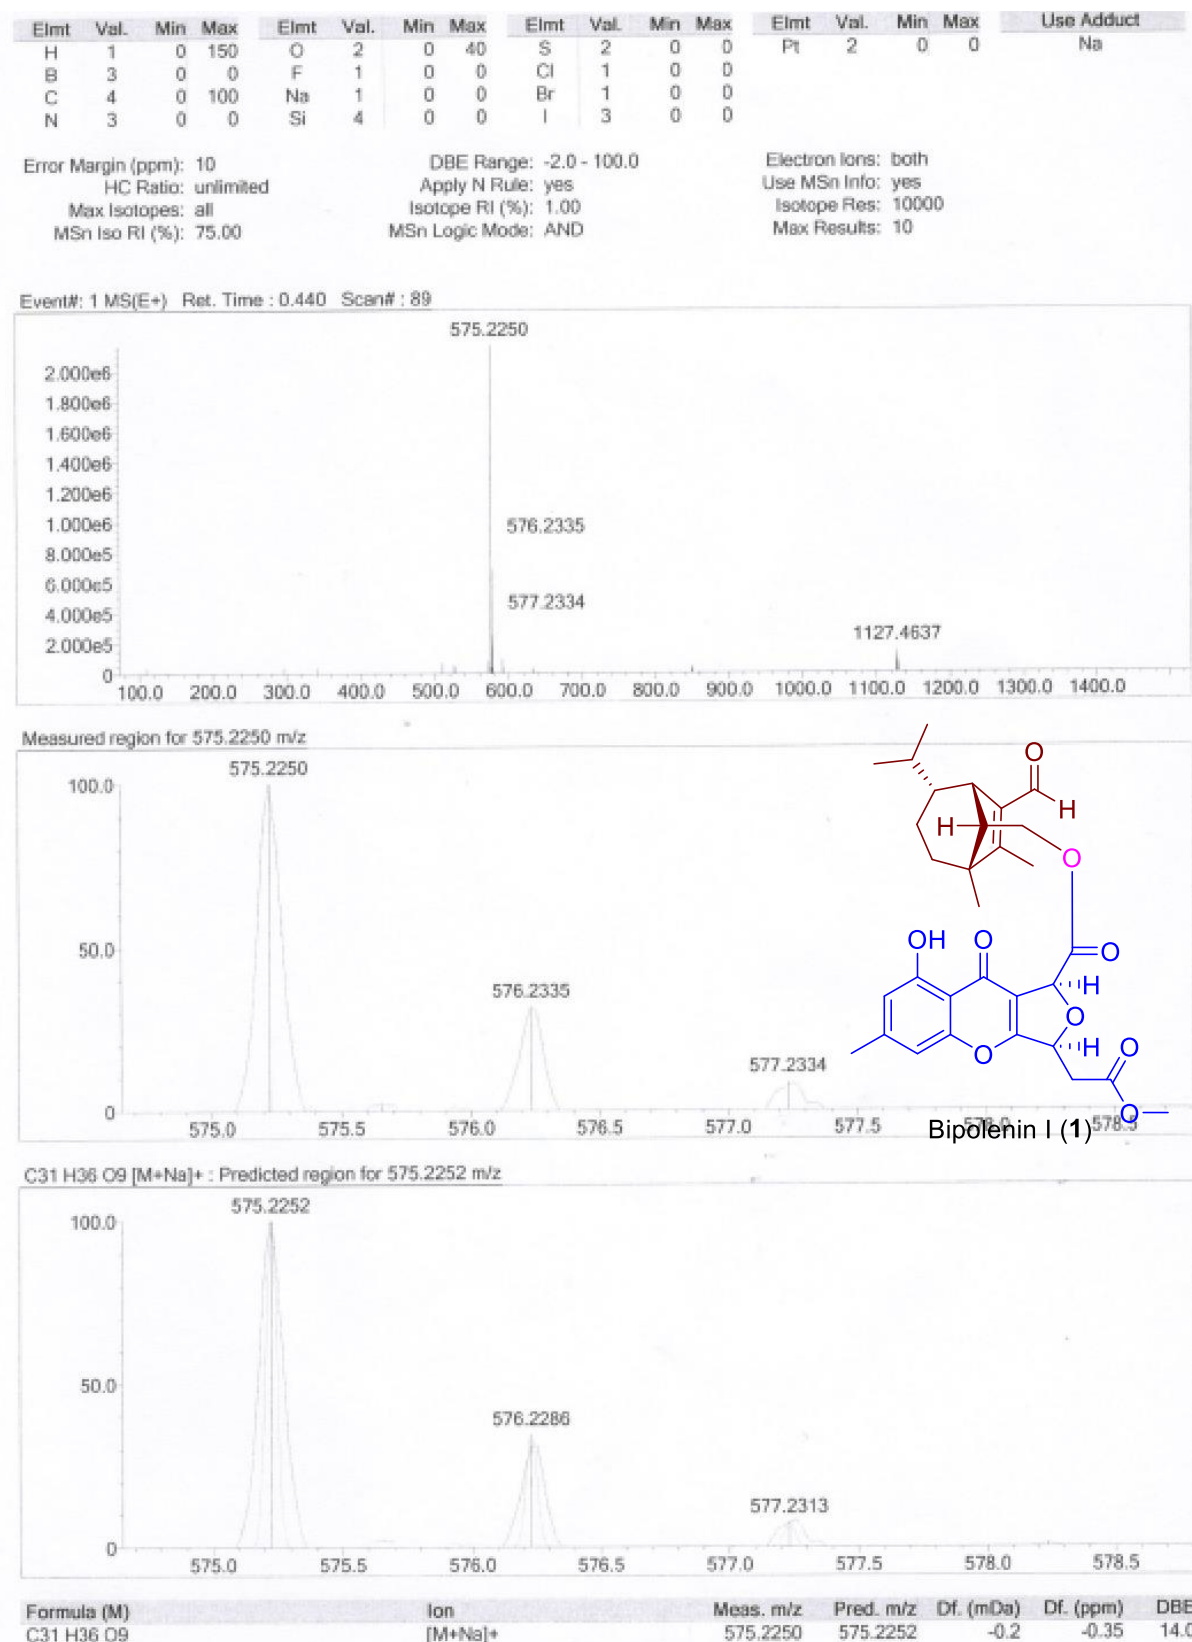 Elmt Val. Min Max Elmt Val. Min Max Elmt Val. Min Max Elmt Val. Min Max Use Adduct
H 1 0 150 O 2 0 40 S 2 0 0 Pt 2 0 0 Na
B 3 0 0 F 1 0 0 Cl 1 0 0
C 4 0 100 Na 1 0 0 Br 1 0 0
N 3 0 0 Si 4 0 0 I 3 0 0
Error Margin (ppm): 10 DBE Range: -2.0 - 100.0 Electron Ions: both
HC Ratio: unlimited Apply N Rule: yes Use MSn Info: yes
Max Isotopes: all Isotope RI (%): 1.00 Isotope Res: 10000
MSn Iso RI (%): 75.00 MSn Logic Mode: AND Max Results: 10
Event#: 1 MS(E+) Ret. Time : 0.440 Scan# : 89
575.2250
2.000e6
1.800e6
1.600e6
1.400e6
1.200e6
1.000e6 576.2335
8.000e5
6.000e5 577.2334
4.000e5
1127.4637
2.000e5
0
100.0 200.0 300.0 400.0 500.0 600.0 700.0 800.0 900.0 1000.0 1100.0 1200.0 1300.0 1400.0
Measured region for 575.2250 m/z
575.2250
100.0
50.0
576.2335
577.2334
0
575.0 575.5 576.0 576.5 577.0 577.5 578.0 578.5
O
H
H
O
OH O
O
H
O
H
O
O
O
Bipolenin I (1)
C31 H36 O9 [M+Na]+ : Predicted region for 575.2252 m/z
575.2252
100.0
50.0
576.2286
577.2313
0
575.0 575.5 576.0 576.5 577.0 577.5 578.0 578.5
Formula (M) Ion Meas. m/z Pred. m/z Df. (mDa) Df. (ppm) DBE
C31 H36 O9 [M+Na]+ 575.2250 575.2252 -0.2 -0.35 14.0